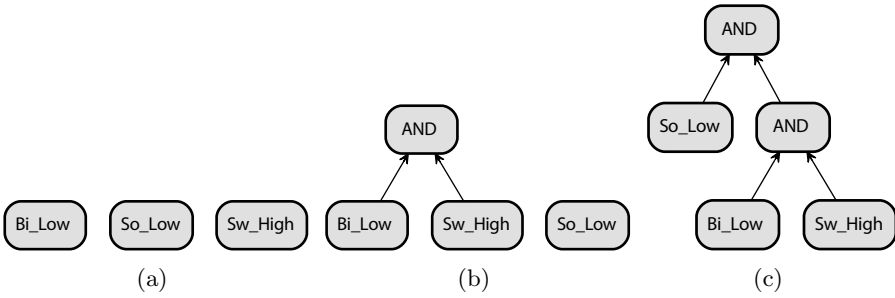 AND
So_Low AND
AND
Bi_Low So_Low Sw_High Bi_Low Sw_High So_Low Bi_Low Sw_High
(a) (b) (c)